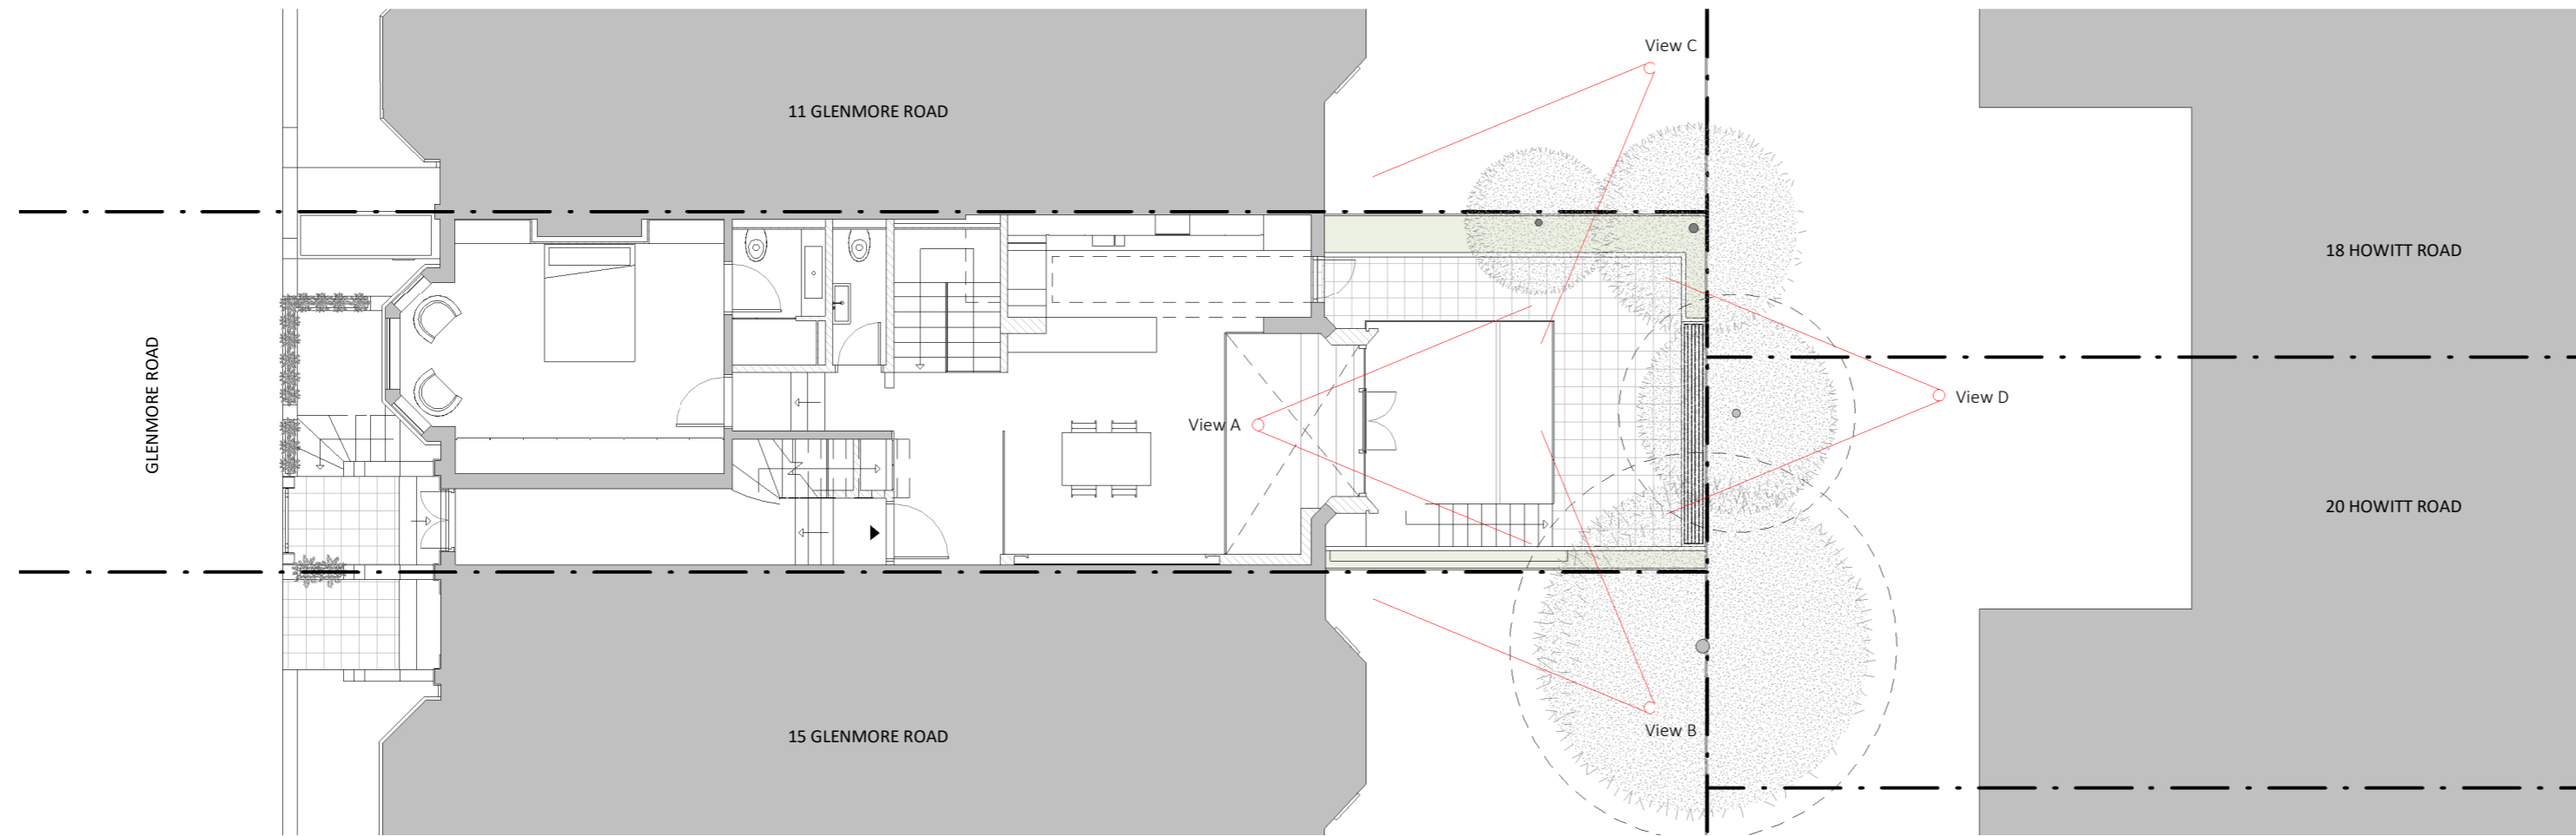 View C
11 GLENMORE ROAD
18 HOWITT ROAD
GLENMORE ROAD
View A
View D
20 HOWITT ROAD
View B
15 GLENMORE ROAD